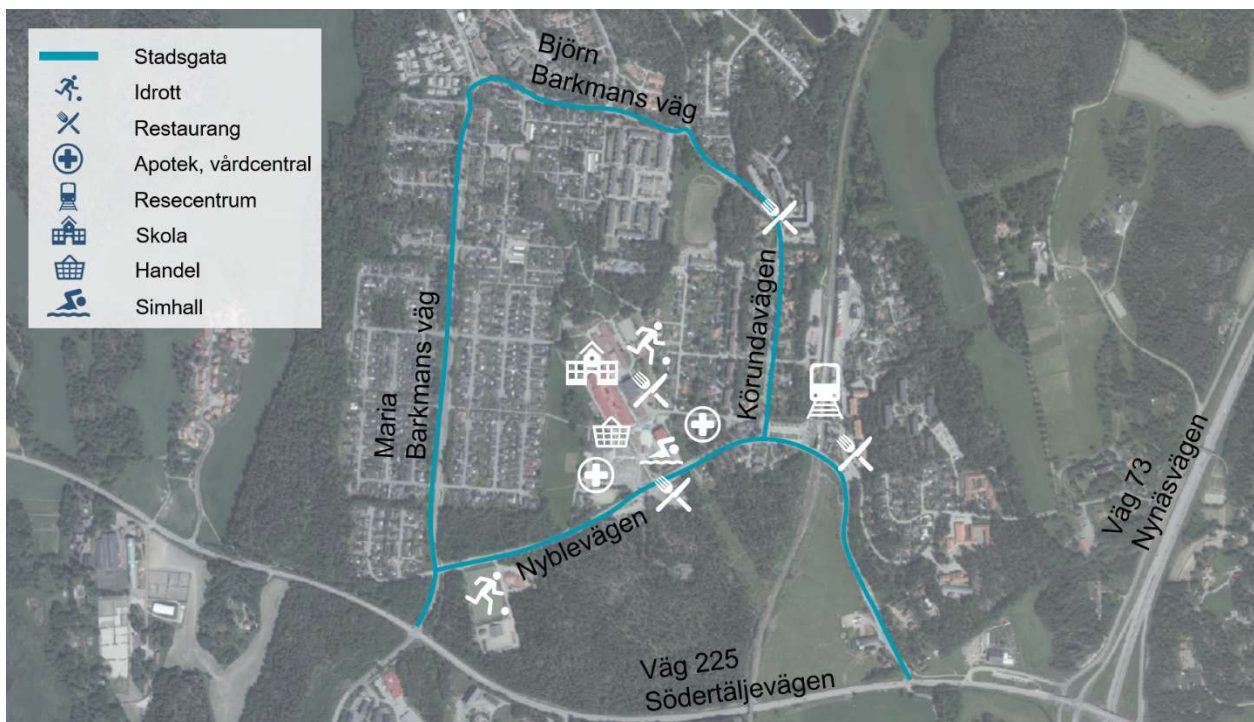 Stadsgata
Idrott
Restaurang
Apotek, vårdcentral
Resecentrum
Skola
Handel
Simhall
Björn
Barkmans väg
Maria
Barkmans väg
Körundavägen
Nyblevägen
Väg 73
Nynäsvägen
Väg 225
Södertäljevägen